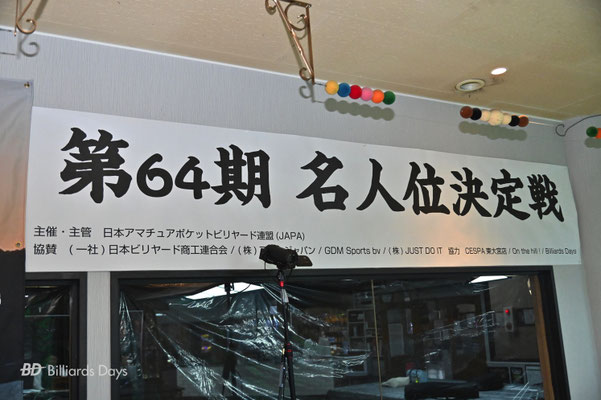 第64期 名人位決定戦
主催・主管 日本アマチュアポケットビリヤード連盟(JAPA)
協賛 (一社)日本ビリヤード商工連合会 / (株) ジャパン / GDM Sports bv / (株) JUST DO IT 協力 CESPA 東大宮店 / On the hill ! / Billiards Days
BD Billiards Days